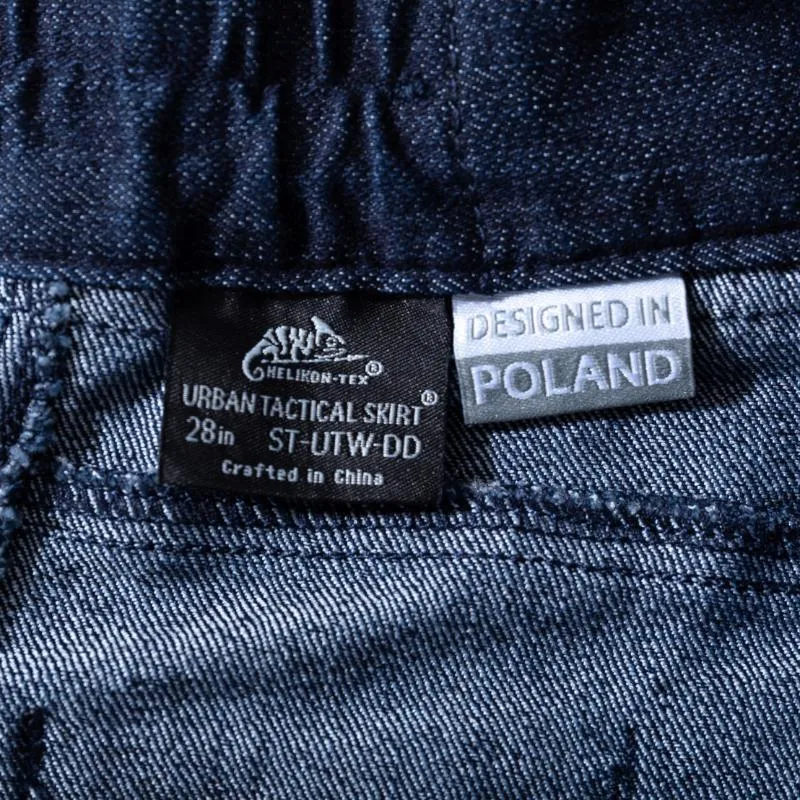 HELIKON-TEX®
URBAN TACTICAL SKIRT®
28in ST-UTW-DD
Crafted in China
DESIGNED IN
POLAND